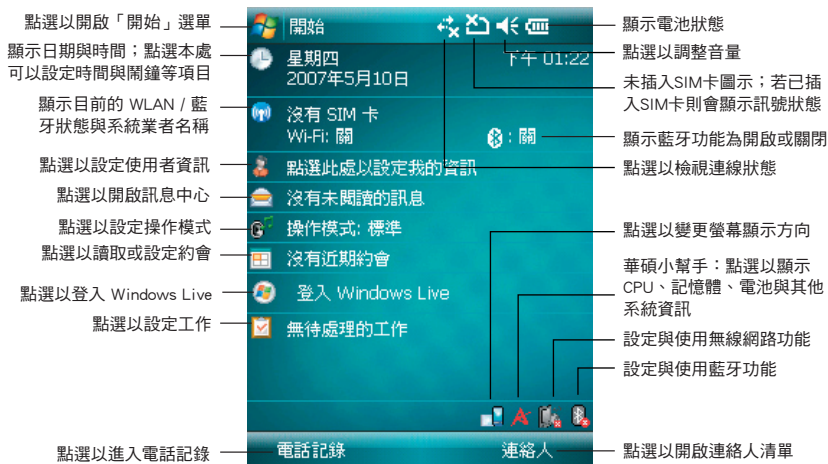 點選以開啟「開始」選單
顯示日期與時間；點選本處
可以設定時間與鬧鐘等項目
顯示目前的 WLAN / 藍
牙狀態與系統業者名稱
點選以設定使用者資訊
點選以開啟訊息中心
點選以設定操作模式
點選以讀取或設定約會
點選以登入 Windows Live
點選以設定工作
點選以進入電話記錄
開始
星期四
2007年5月10日
下午 01:22
沒有 SIM 卡
Wi-Fi: 關
: 關
點選此處以設定我的資訊
沒有未閱讀的訊息
操作模式: 標準
沒有近期約會
登入 Windows Live
無待處理的工作
電話記錄
連絡人
顯示電池狀態
點選以調整音量
未插入SIM卡圖示；若已插
入SIM卡則會顯示訊號狀態
顯示藍牙功能為開啟或關閉
點選以檢視連線狀態
點選以變更螢幕顯示方向
華碩小幫手：點選以顯示
CPU、記憶體、電池與其他
系統資訊
設定與使用無線網路功能
設定與使用藍牙功能
點選以開啟連絡人清單